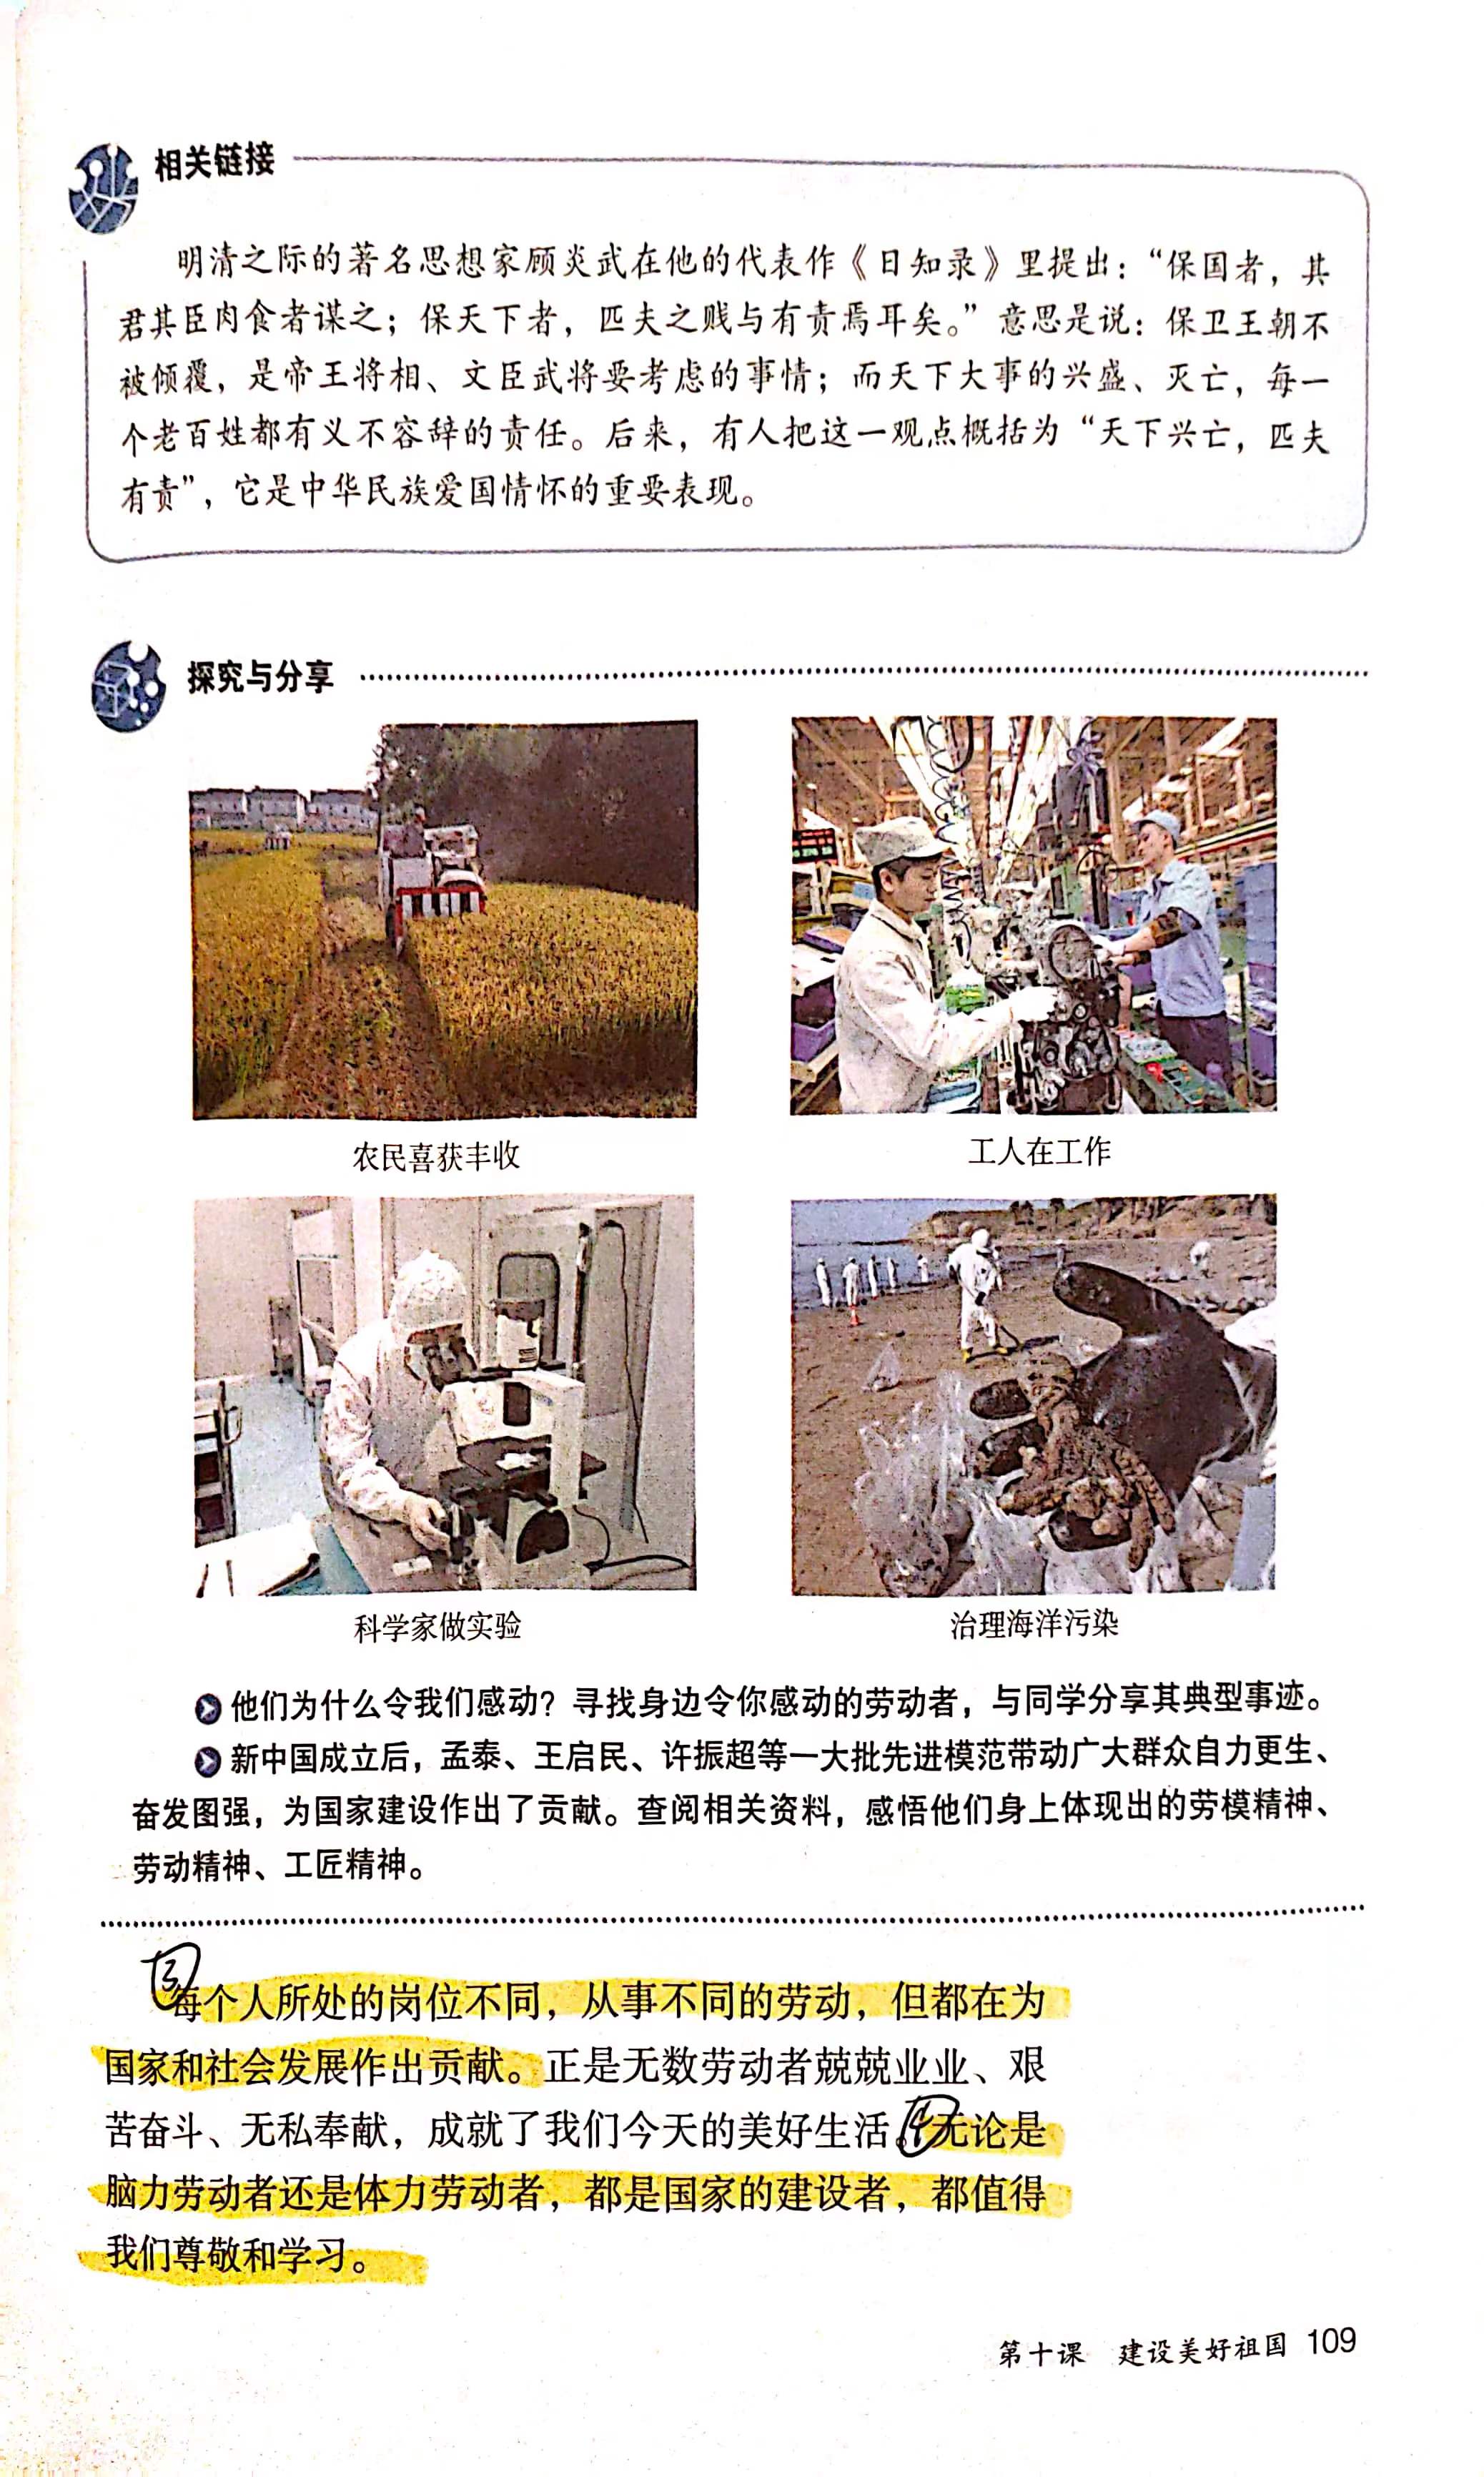 相关链接
明清之际的著名思想家顾炎武在他的代表作《日知录》里提出：“保国者，其
君其臣肉食者谋之；保天下者，匹夫之贱与有责焉耳矣。”意思是说：保卫王朝不
被倾覆，是帝王将相、文臣武将要考虑的事情；而天下大事的兴盛、灭亡，每一
个老百姓都有义不容辞的责任。后来，有人把这一观点概括为“天下兴亡，匹夫
有责”，它是中华民族爱国情怀的重要表现。
探究与分享
农民喜获丰收
工人在工作
科学家做实验
治理海洋污染
他们为什么令我们感动？寻找身边令你感动的劳动者，与同学分享其典型事迹。
新中国成立后，孟泰、王启民、许振超等一大批先进模范带动广大群众自力更生、
奋发图强，为国家建设作出了贡献。查阅相关资料，感悟他们身上体现出的劳模精神、
劳动精神、工匠精神。
每个人所处的岗位不同，从事不同的劳动，但都在为
国家和社会发展作出贡献。正是无数劳动者兢兢业业、艰
苦奋斗、无私奉献，成就了我们今天的美好生活。无论是
脑力劳动者还是体力劳动者，都是国家的建设者，都值得
我们尊敬和学习。
第十课 建设美好祖国 109